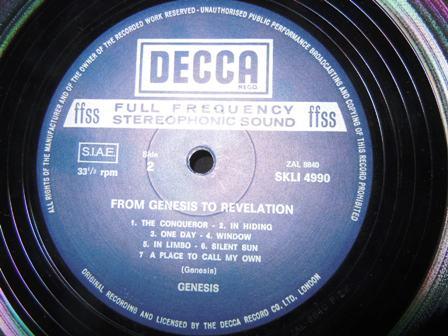 ALL RIGHTS OF THE MANUFACTURER AND OF THE OWNER OF THE RECORDED WORK RESERVED · UNAUTHORISED PUBLIC PERFORMANCE BROADCASTING AND COPYING OF THIS RECORD PROHIBITED
DECCA
REGD.
ffss FULL FREQUENCY STEREOPHONIC SOUND ffss
S.I.A.E.
33⅓ rpm
Side
2
ZAL 8840
SKLI 4990
FROM GENESIS TO REVELATION
1. THE CONQUEROR - 2. IN HIDING
3. ONE DAY - 4. WINDOW
5. IN LIMBO - 6. SILENT SUN
7 A PLACE TO CALL MY OWN
(Genesis)
GENESIS
ORIGINAL RECORDING AND LICENSED BY THE DECCA RECORD CO. LTD., LONDON